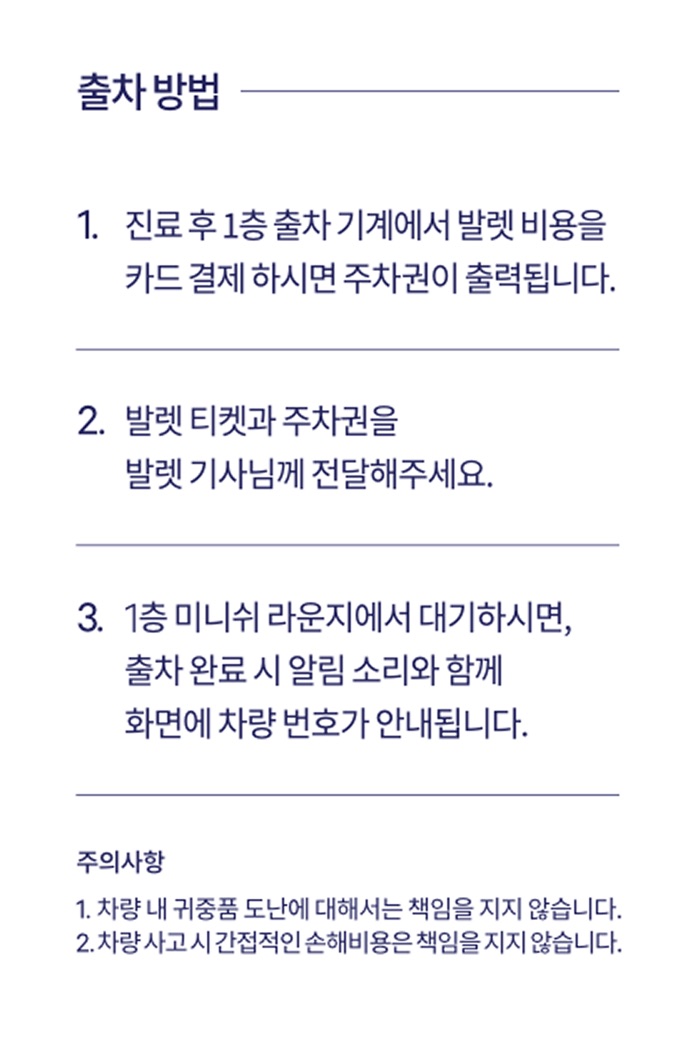 출차 방법
1. 진료 후 1층 출차 기계에서 발렛 비용을
카드 결제 하시면 주차권이 출력됩니다.
2. 발렛 티켓과 주차권을
발렛 기사님께 전달해주세요.
3. 1층 미니쉬 라운지에서 대기하시면,
출차 완료 시 알림 소리와 함께
화면에 차량 번호가 안내됩니다.
주의사항
1. 차량 내 귀중품 도난에 대해서는 책임을 지지 않습니다.
2. 차량 사고 시 간접적인 손해비용은 책임을 지지 않습니다.